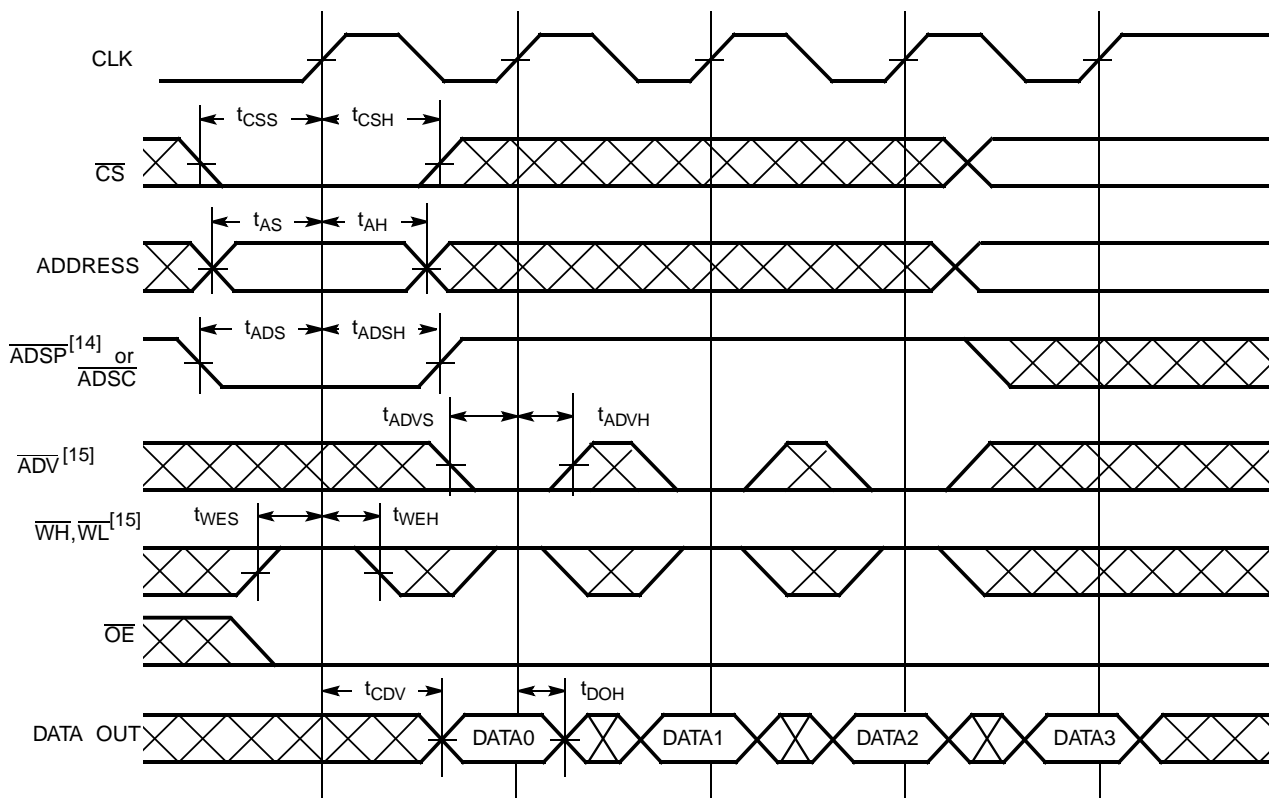 CLK
tCSS tCSH
CS
tAS tAH
ADDRESS
tADS tADSH
ADSP[14] or
ADSC
tADVS tADVH
ADV[15]
tWES tWEH
WH,WL[15]
OE
tCDV tDOH
DATA OUT DATA0 DATA1 DATA2 DATA3